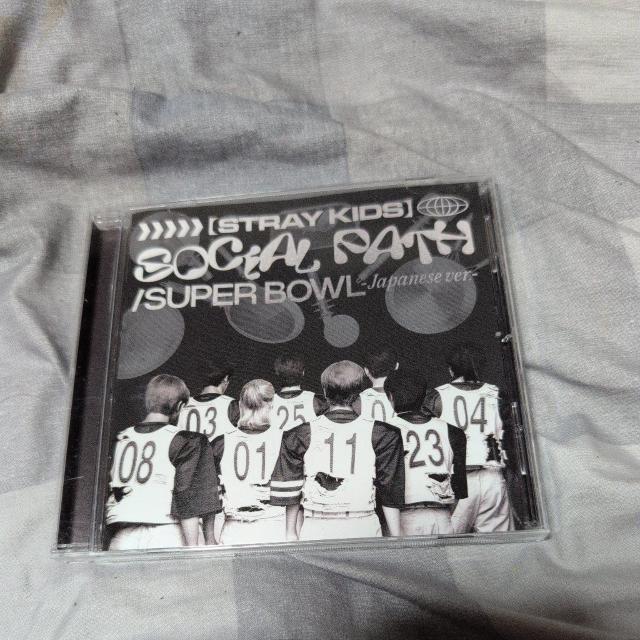 ❯❯❯❯❯ [STRAY KIDS]
SOCIAL PATH
/SUPER BOWL -Japanese ver-
08
03
01
25
11
0
23
04